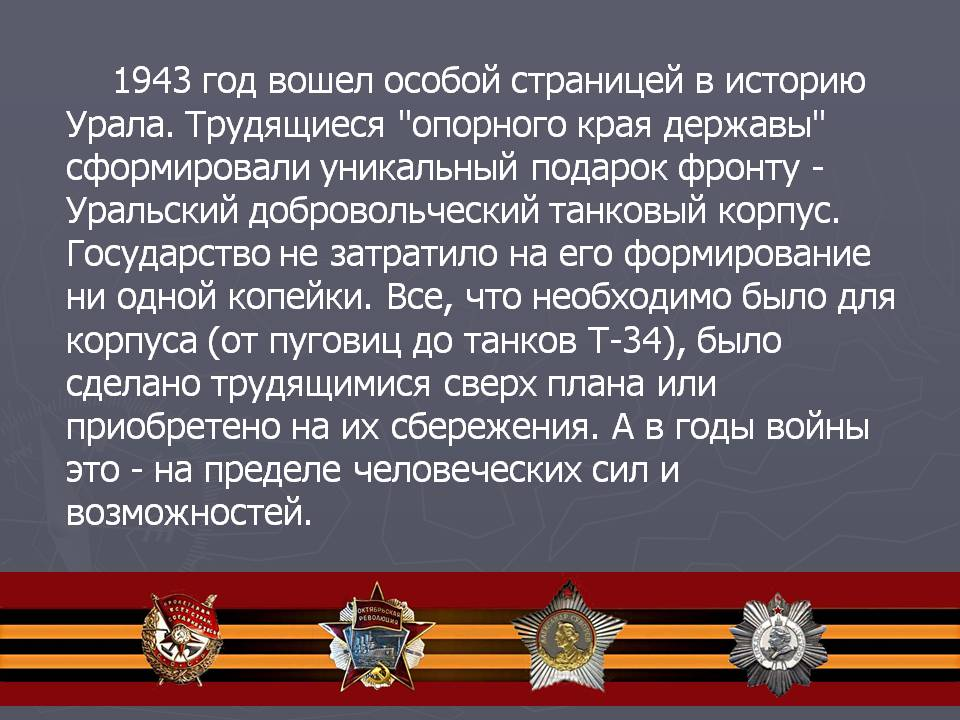 1943 год вошел особой страницей в историю
Урала. Трудящиеся "опорного края державы"
сформировали уникальный подарок фронту -
Уральский добровольческий танковый корпус.
Государство не затратило на его формирование
ни одной копейки. Все, что необходимо было для
корпуса (от пуговиц до танков Т-34), было
сделано трудящимися сверх плана или
приобретено на их сбережения. А в годы войны
это - на пределе человеческих сил и
возможностей.
ОКТЯБРЬСКАЯ
РЕВОЛЮЦИЯ